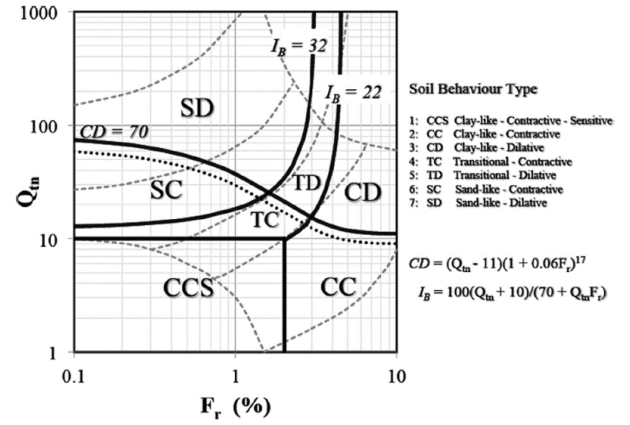 1000
100
10
1
Qtn
0.1
1
10
Fr (%)
IB = 32
IB = 22
CD = 70
SD
SC
TD
CD
TC
CCS
CC
Soil Behaviour Type
1: CCS Clay-like - Contractive - Sensitive
2: CC Clay-like - Contractive
3: CD Clay-like - Dilative
4: TC Transitional - Contractive
5: TD Transitional - Dilative
6: SC Sand-like - Contractive
7: SD Sand-like - Dilative
CD = (Qtn - 11)(1 + 0.06Fr)¹⁷
IB = 100(Qtn + 10)/(70 + QtnFr)